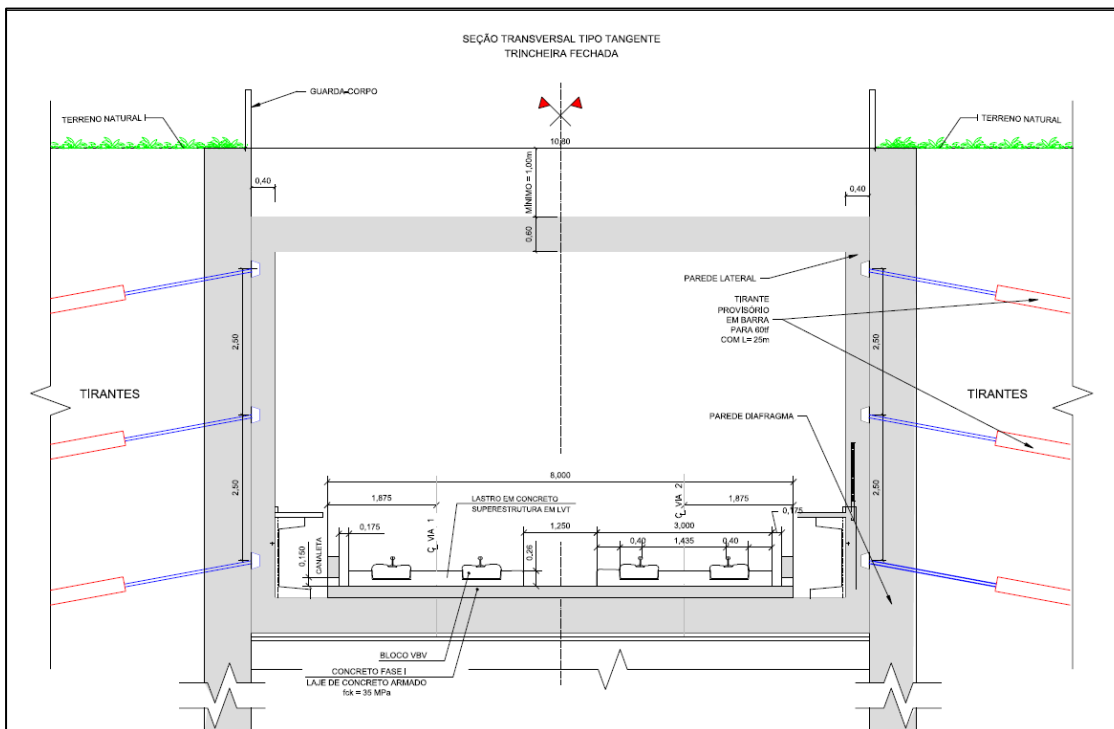 SEÇÃO TRANSVERSAL TIPO TANGENTE
TRINCHEIRA FECHADA
GUARDA-CORPO
TERRENO NATURAL
TERRENO NATURAL
10,80
0,40
MÍNIMO = 1,00m
0,40
0,60
PAREDE LATERAL
TIRANTE
PROVISÓRIO
EM BARRA
PARA 60tf
COM L= 25m
2,50
2,50
TIRANTES
TIRANTES
PAREDE DIAFRAGMA
8,000
2,50
2,50
1,875
LASTRO EM CONCRETO
SUPERESTRUTURA EM LVT
VIA 2
1,875
VIA 1
0,175
1,250
3,000
0,175
0,150
CANALETA
0,26
0,40
1,435
0,40
BLOCO VBV
CONCRETO FASE I
LAJE DE CONCRETO ARMADO
fck = 35 MPa